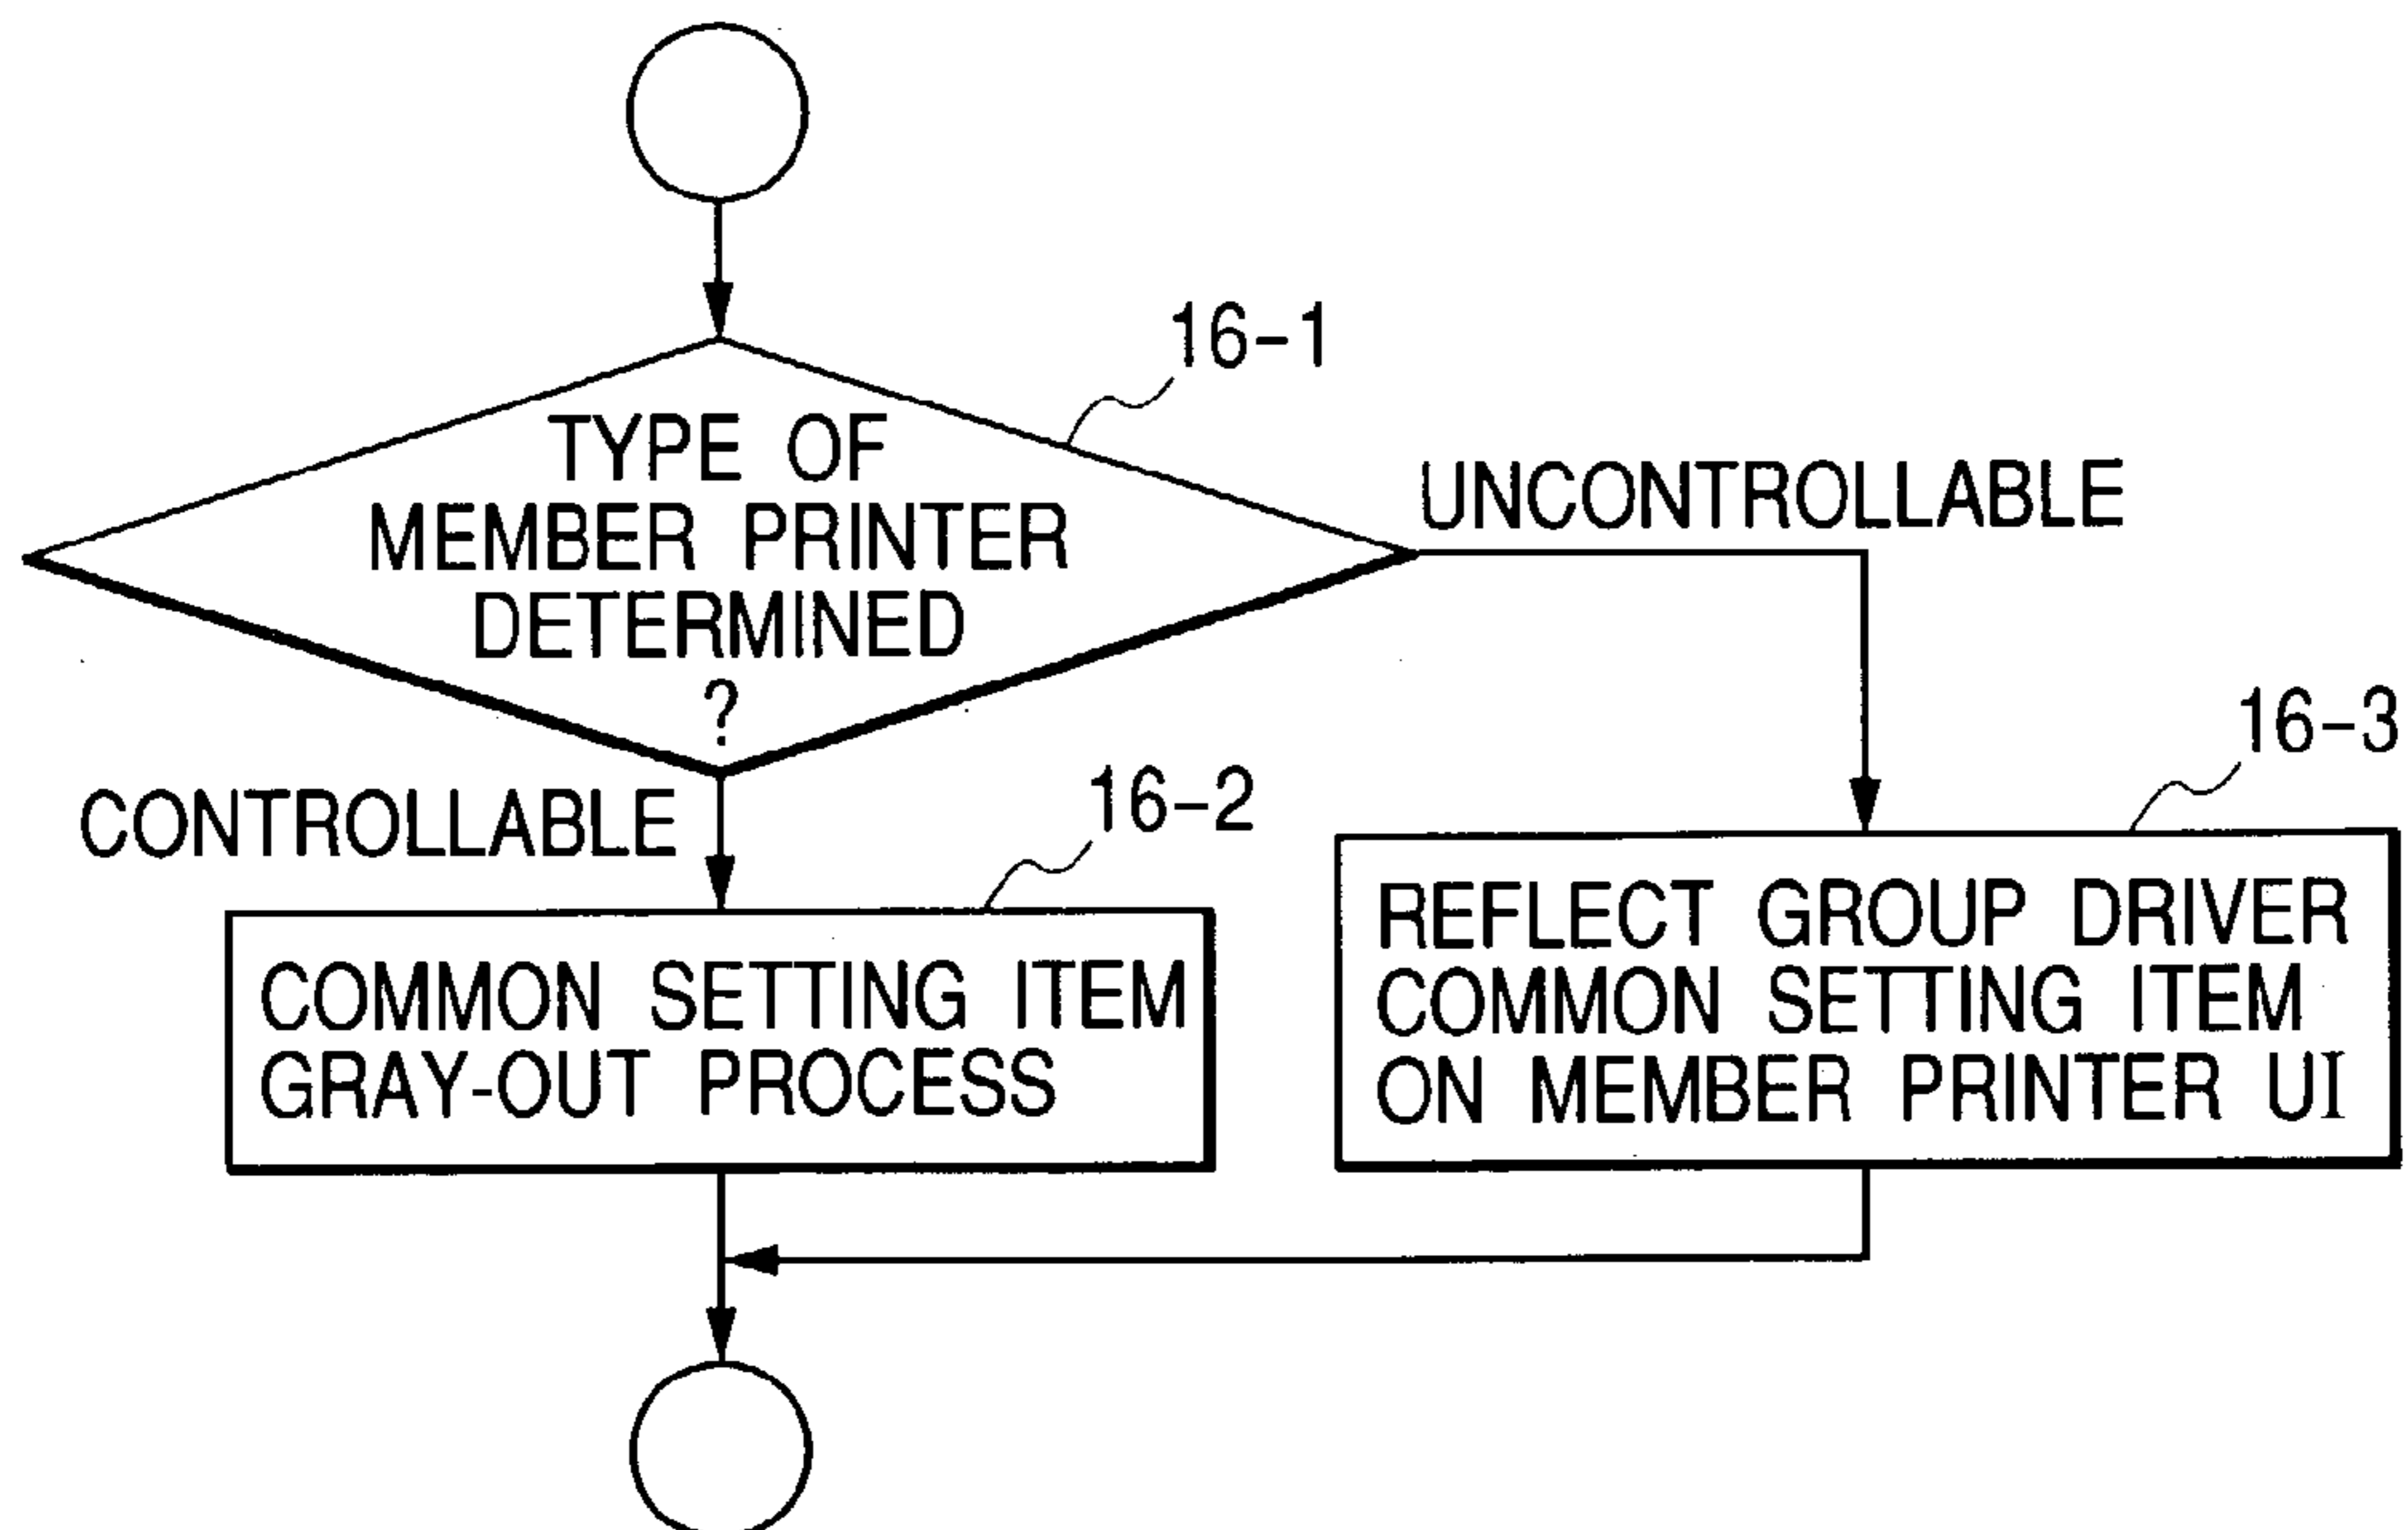 16-1
TYPE OF
MEMBER PRINTER
DETERMINED
?
UNCONTROLLABLE
CONTROLLABLE
16-2
COMMON SETTING ITEM
GRAY-OUT PROCESS
16-3
REFLECT GROUP DRIVER
COMMON SETTING ITEM
ON MEMBER PRINTER UI